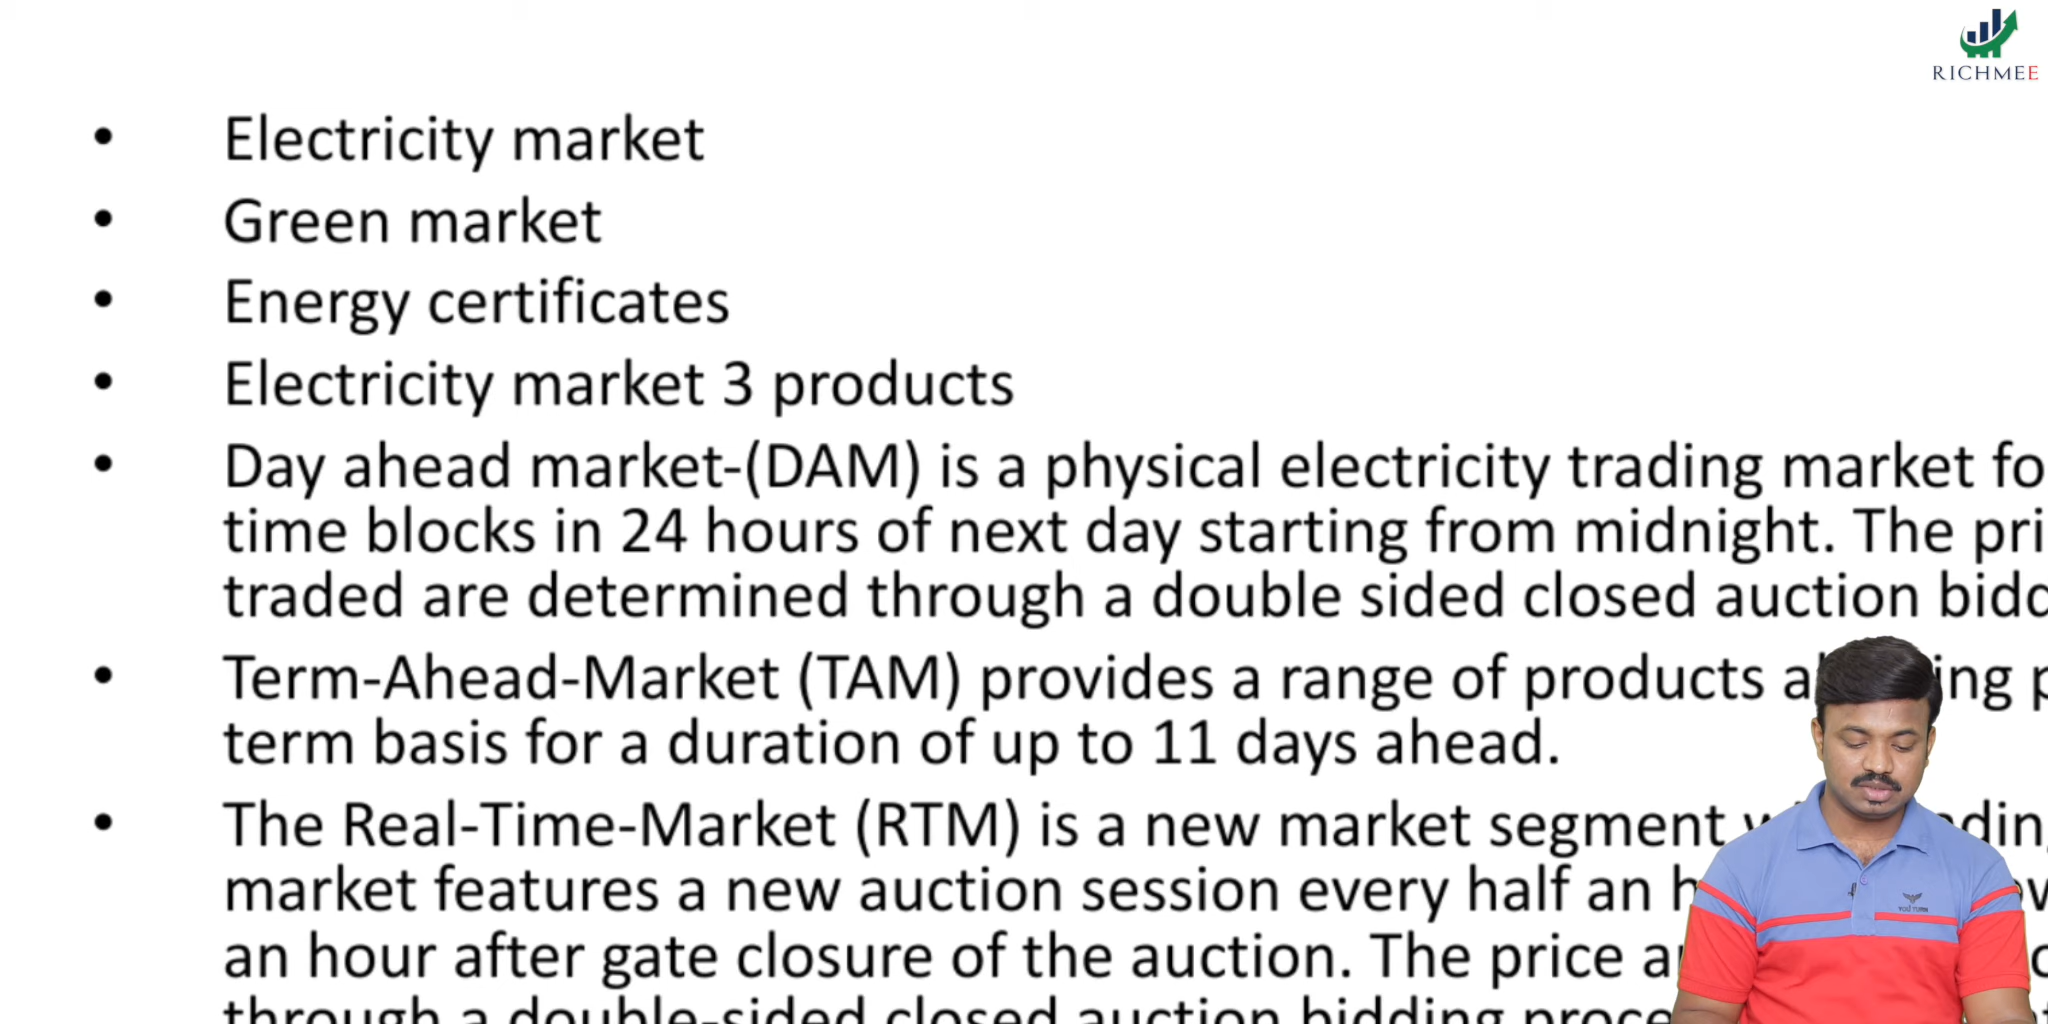 RICHMEE
• Electricity market
• Green market
• Energy certificates
• Electricity market 3 products
• Day ahead market-(DAM) is a physical electricity trading market
time blocks in 24 hours of next day starting from midnight. The
traded are determined through a double sided closed auction
• Term-Ahead-Market (TAM) provides a range of products
term basis for a duration of up to 11 days ahead.
• The Real-Time-Market (RTM) is a new market segment
market features a new auction session every half an
an hour after gate closure of the auction. The price
through a double-sided closed auction bidding
YOU TURN